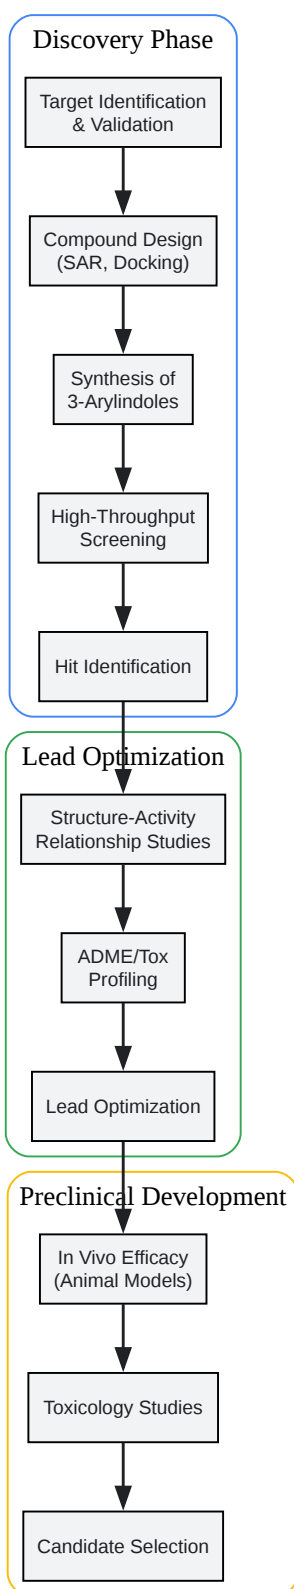 Discovery Phase
Target Identification
& Validation
Compound Design
(SAR, Docking)
Synthesis of
3-Arylindoles
High-Throughput
Screening
Hit Identification
Lead Optimization
Structure-Activity
Relationship Studies
ADME/Tox
Profiling
Lead Optimization
Preclinical Development
In Vivo Efficacy
(Animal Models)
Toxicology Studies
Candidate Selection